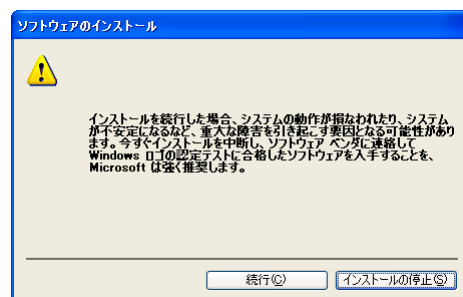 ソフトウェアのインストール
インストールを続行した場合、システムの動作が損なわれたり、システム
が不安定になるなど、重大な障害を引き起こす要因となる可能性があり
ます。今すぐインストールを中断し、ソフトウェア ベンダに連絡して
Windows ロゴの認定テストに合格したソフトウェアを入手することを、
Microsoft は強く推奨します。
続行(C) インストールの停止(S)